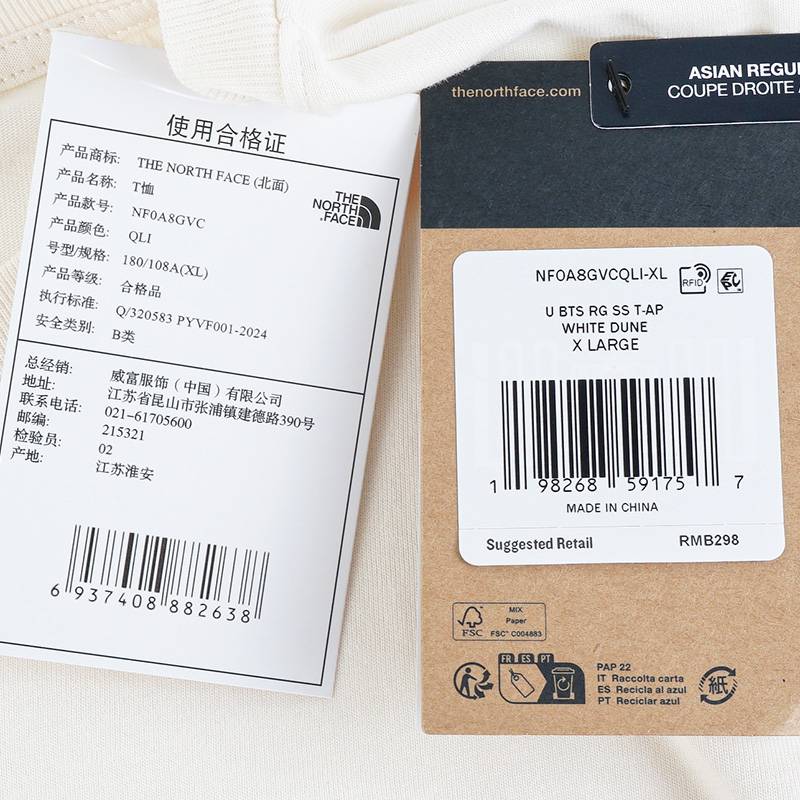 使用合格证
产品商标: THE NORTH FACE (北面)
产品名称: T恤
产品款号: NF0A8GVC
产品颜色: QLI
号型/规格: 180/108A(XL)
产品等级: 合格品
执行标准: Q/320583 PYVF001-2024
安全类别: B类
THE
NORTH
FACE
总经销: 威富服饰(中国)有限公司
地址: 江苏省昆山市张浦镇建德路390号
联系电话: 021-61705600
邮编: 215321
检验员: 02
产地: 江苏淮安
6 937408 882638
thenorthface.com
ASIAN REGU
COUPE DROITE A
NF0A8GVCQLI-XL
RFID
U BTS RG SS T-AP
WHITE DUNE
X LARGE
1 98268 59175 7
MADE IN CHINA
Suggested Retail RMB298
FSC
MIX
Paper
FSC™ C004883
FR ES PT
PAP 22
IT Raccolta carta
ES Recicla al azul
PT Reciclar azul
紙